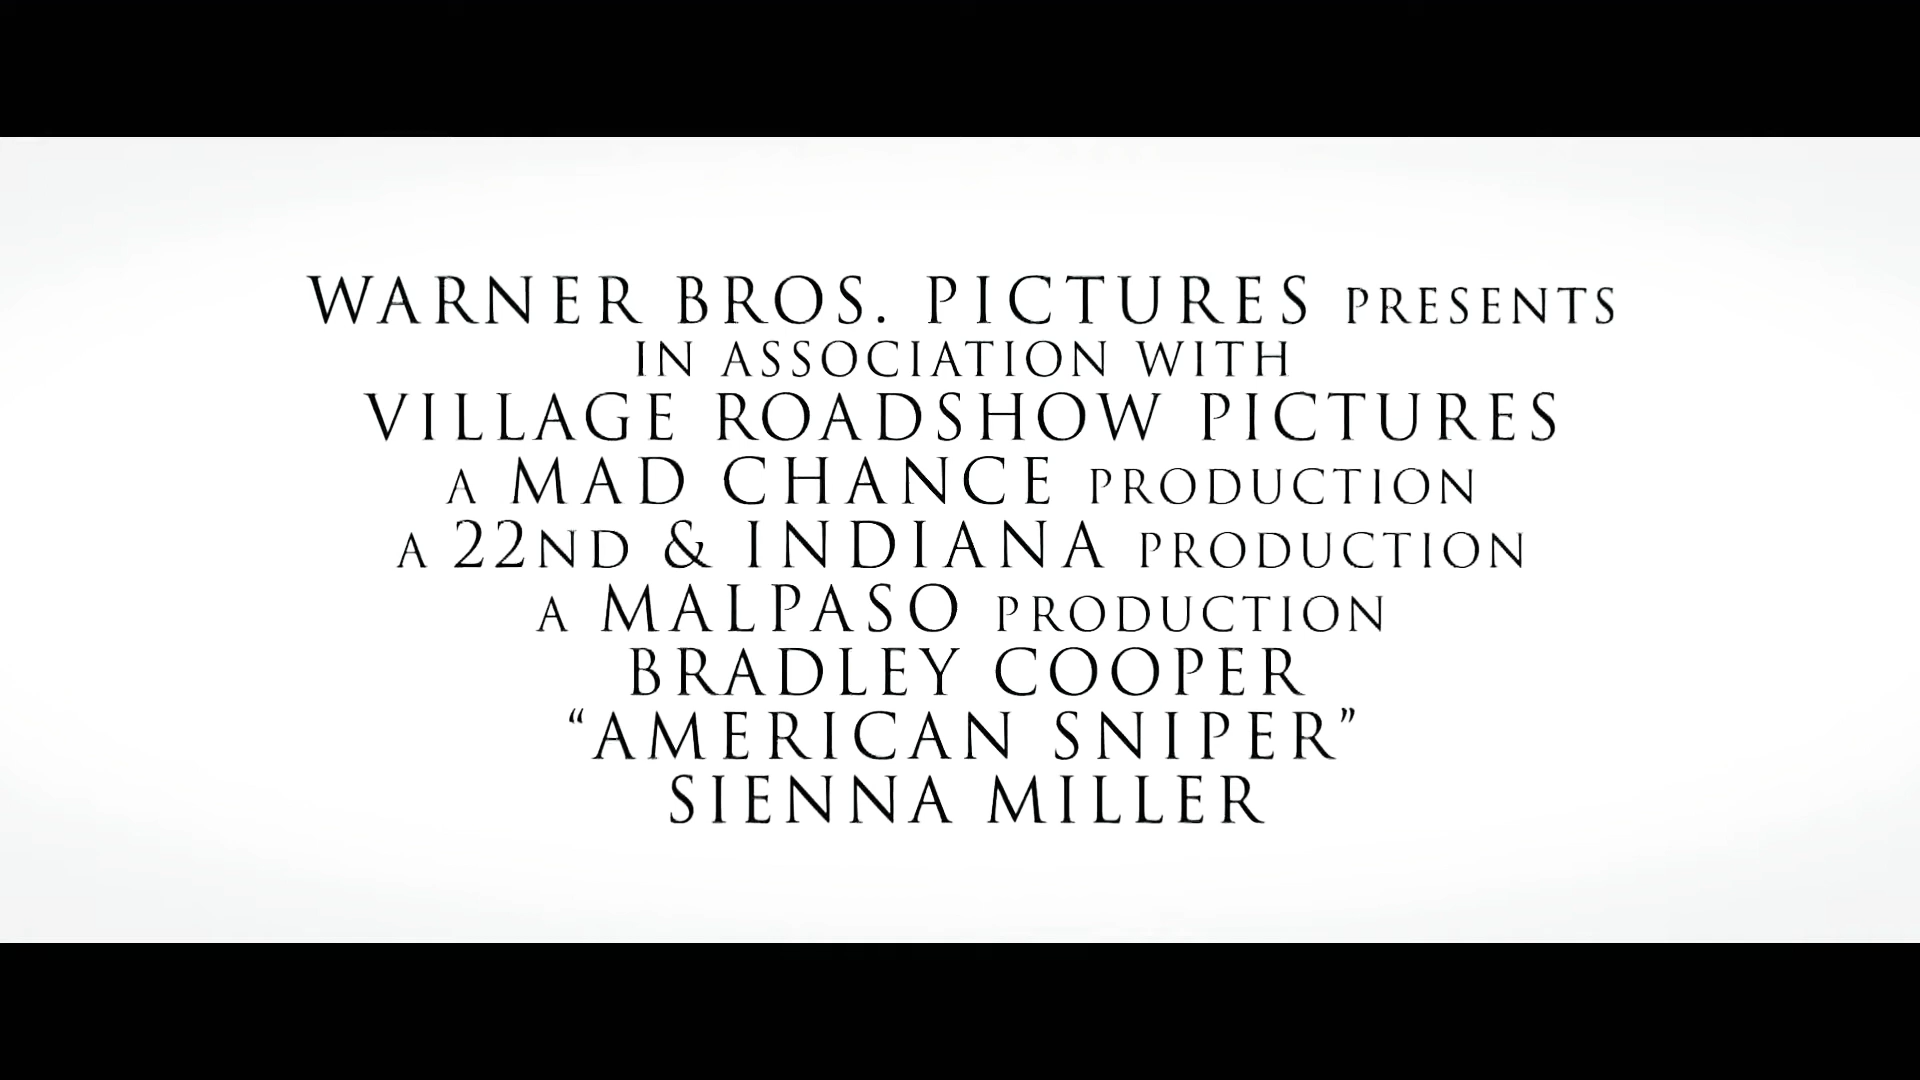 WARNER BROS. PICTURES PRESENTS
IN ASSOCIATION WITH
VILLAGE ROADSHOW PICTURES
A MAD CHANCE PRODUCTION
A 22ND & INDIANA PRODUCTION
A MALPASO PRODUCTION
BRADLEY COOPER
“AMERICAN SNIPER”
SIENNA MILLER